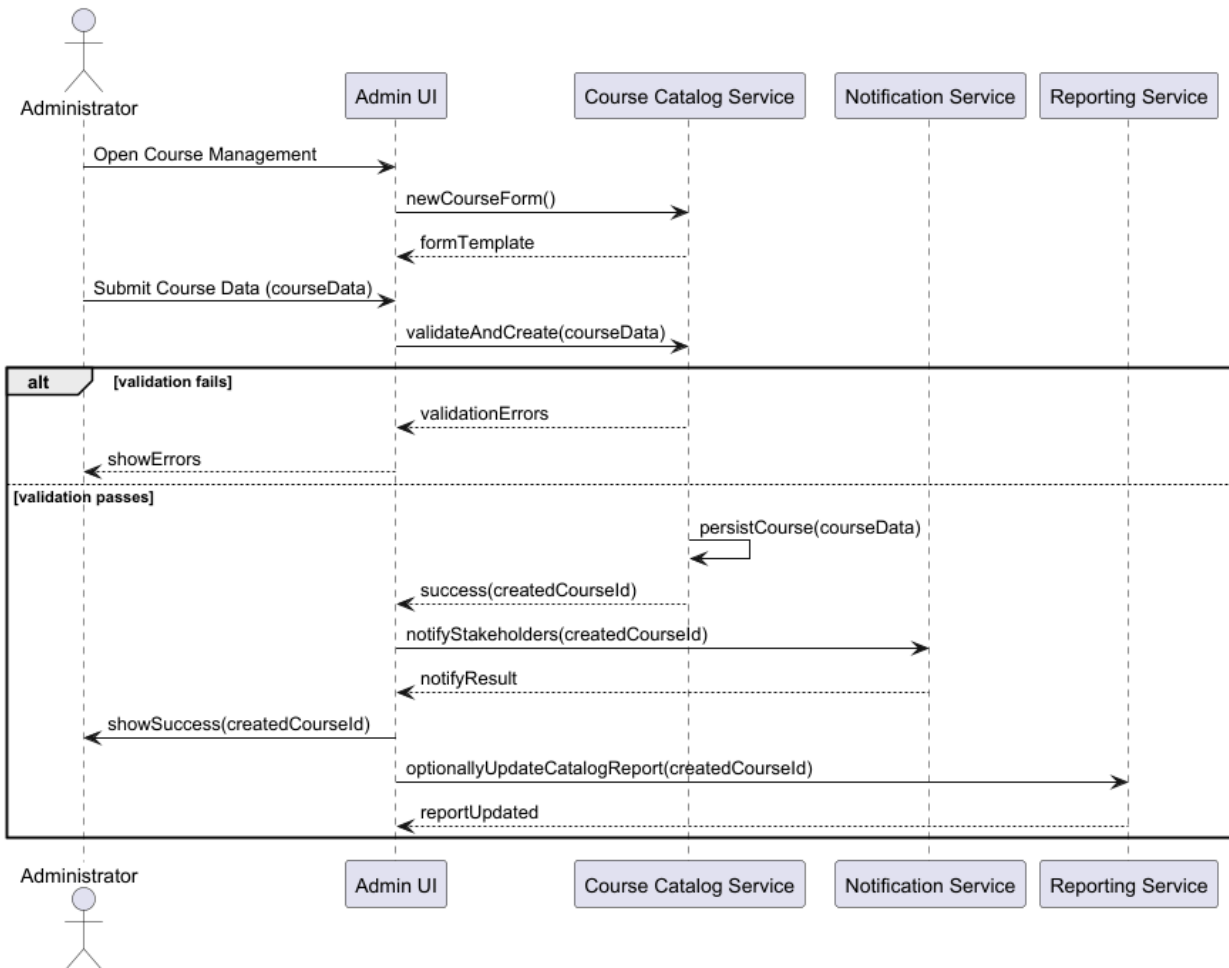 Administrator
Admin UI
Course Catalog Service
Notification Service
Reporting Service
Open Course Management
newCourseForm()
formTemplate
Submit Course Data (courseData)
validateAndCreate(courseData)
alt
[validation fails]
validationErrors
showErrors
[validation passes]
persistCourse(courseData)
success(createdCourseId)
notifyStakeholders(createdCourseId)
notifyResult
showSuccess(createdCourseId)
optionallyUpdateCatalogReport(createdCourseId)
reportUpdated
Administrator
Admin UI
Course Catalog Service
Notification Service
Reporting Service